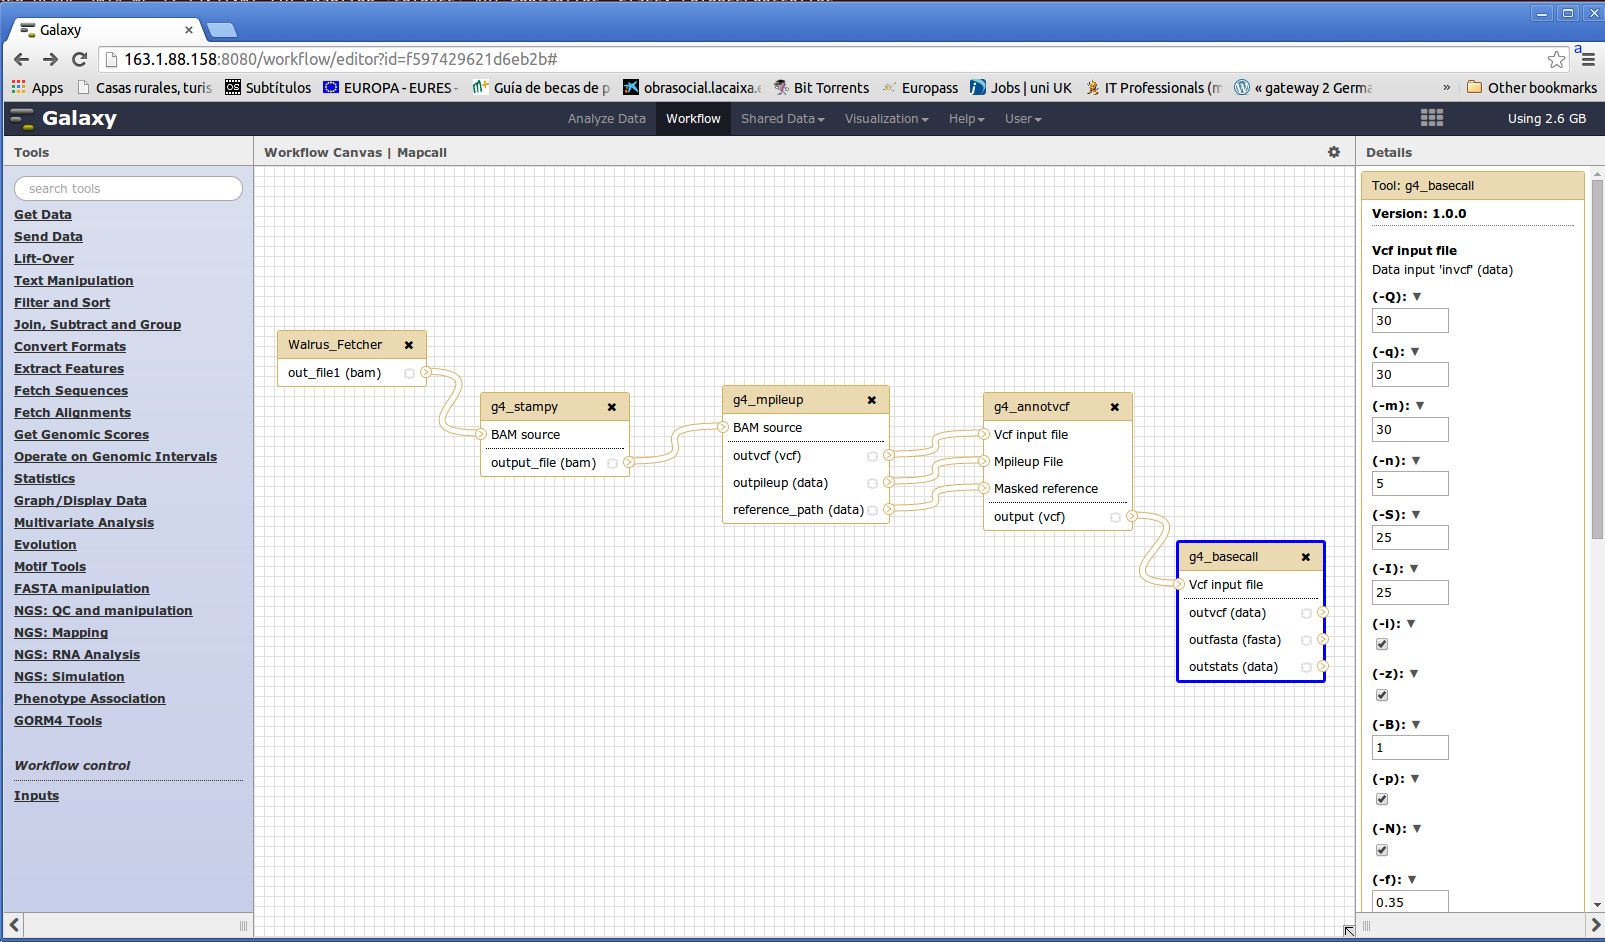 Galaxy
163.1.88.158:8080/workflow/editor?id=f597429621d6eb2b#
a
Apps
Casas rurales, turis
Subtítulos
EUROPA - EURES -
Guía de becas de p
obrasocial.lacaixa.e
Bit Torrents
Europass
Jobs | uni UK
IT Professionals (m
« gateway 2 Germa
»
Other bookmarks
Galaxy
Analyze Data
Workflow
Shared Data
Visualization
Help
User
Using 2.6 GB
Tools
search tools
Get Data
Send Data
Lift-Over
Text Manipulation
Filter and Sort
Join, Subtract and Group
Convert Formats
Extract Features
Fetch Sequences
Fetch Alignments
Get Genomic Scores
Operate on Genomic Intervals
Statistics
Graph/Display Data
Multivariate Analysis
Evolution
Motif Tools
FASTA manipulation
NGS: QC and manipulation
NGS: Mapping
NGS: RNA Analysis
NGS: Simulation
Phenotype Association
GORM4 Tools
Workflow control
Inputs
Workflow Canvas | Mapcall
Walrus_Fetcher
out_file1 (bam)
g4_stampy
BAM source
output_file (bam)
g4_mpileup
BAM source
outvcf (vcf)
outpileup (data)
reference_path (data)
g4_annotvcf
Vcf input file
Mpileup File
Masked reference
output (vcf)
g4_basecall
Vcf input file
outvcf (data)
outfasta (fasta)
outstats (data)
Details
Tool: g4_basecall
Version: 1.0.0
Vcf input file
Data input 'invcf' (data)
(-Q):
30
(-q):
30
(-m):
30
(-n):
5
(-S):
25
(-I):
25
(-i):
(-z):
(-B):
1
(-p):
(-N):
(-f):
0.35